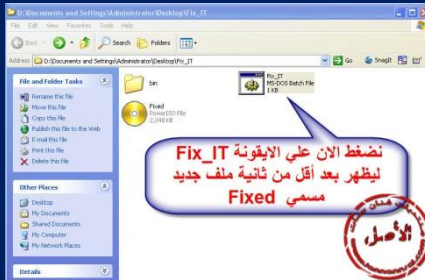 D:\Documents and Settings\Administrator\Desktop\Fix_IT
File Edit View Favorites Tools Help
Back Search Folders
Address D:\Documents and Settings\Administrator\Desktop\Fix_IT Go SnagIt
File and Folder Tasks
Rename this file
Move this file
Copy this file
Publish this file to the Web
E-mail this file
Print this file
Delete this file
Other Places
Desktop
My Documents
Shared Documents
My Computer
My Network Places
Details
bin
Fix_IT
MS-DOS Batch File
1 KB
Fixed
PowerISO File
2,048 KB
نضغط الان علي الايقونة Fix_IT
ليظهر بعد أقل من ثانية ملف جديد
مسمي Fixed
الأصلي